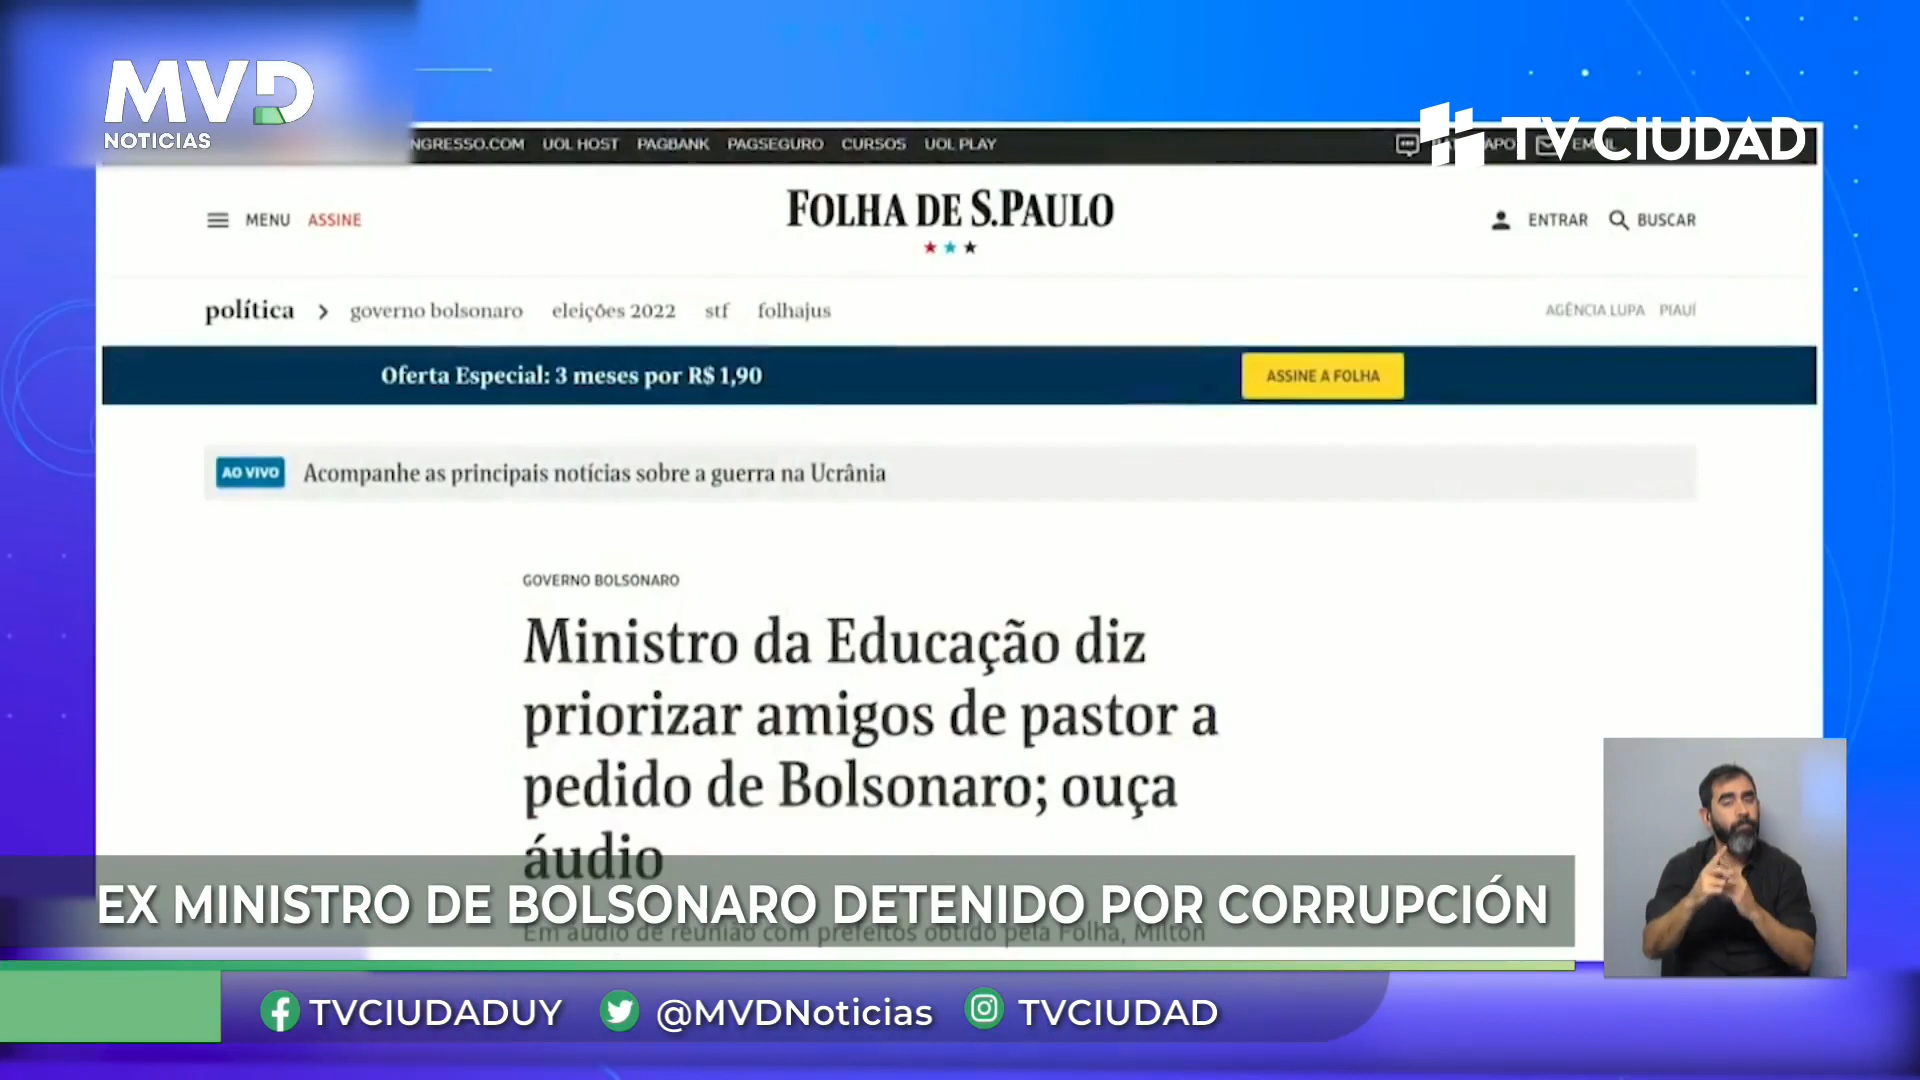 MVD
NOTICIAS
TV CIUDAD
NGRESSO.COM UOL HOST PAGBANK PAGSEGURO CURSOS UOL PLAY
MENU ASSINE
FOLHA DE S.PAULO
ENTRAR BUSCAR
política > governo bolsonaro eleições 2022 stf folhajus
AGÊNCIA LUPA PIAUÍ
Oferta Especial: 3 meses por R$ 1,90
ASSINE A FOLHA
AO VIVO Acompanhe as principais notícias sobre a guerra na Ucrânia
GOVERNO BOLSONARO
Ministro da Educação diz
priorizar amigos de pastor a
pedido de Bolsonaro; ouça
áudio
EX MINISTRO DE BOLSONARO DETENIDO POR CORRUPCIÓN
Em áudio de reunião com prefeitos obtido pela Folha, Milton
TVCIUDADUY @MVDNoticias TVCIUDAD